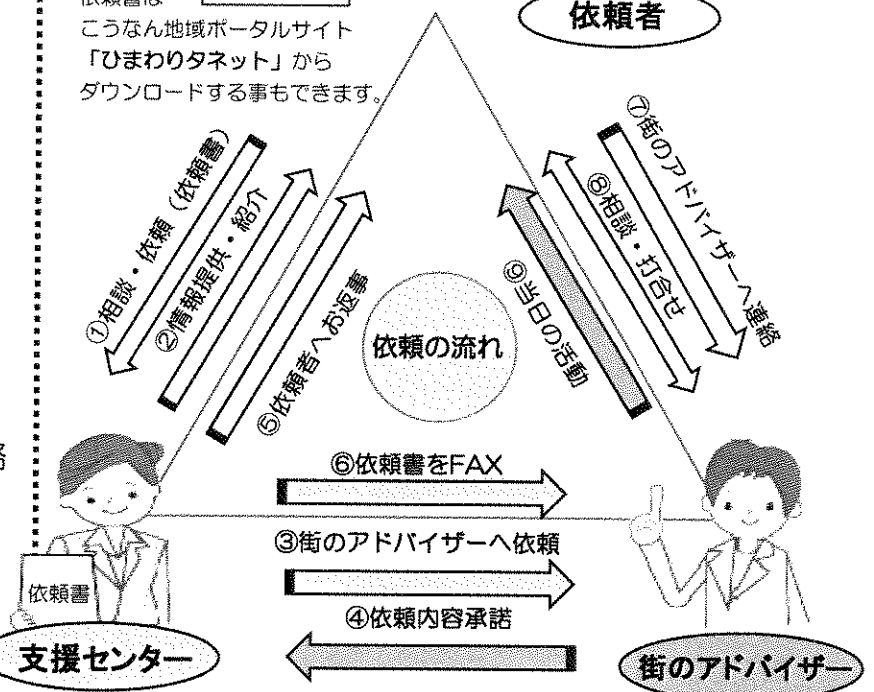 依頼書は
こうなん地域ポータルサイト
「ひまわりタネット」から
ダウンロードする事もできます。
依頼者
①相談・依頼（依頼書）
②情報提供・紹介
⑤依頼者へお返事
⑦街のアドバイザーへ連絡
⑧相談・打合せ
⑨当日の活動
依頼の流れ
⑥依頼書をFAX
③街のアドバイザーへ依頼
④依頼内容承諾
依頼書
支援センター
街のアドバイザー